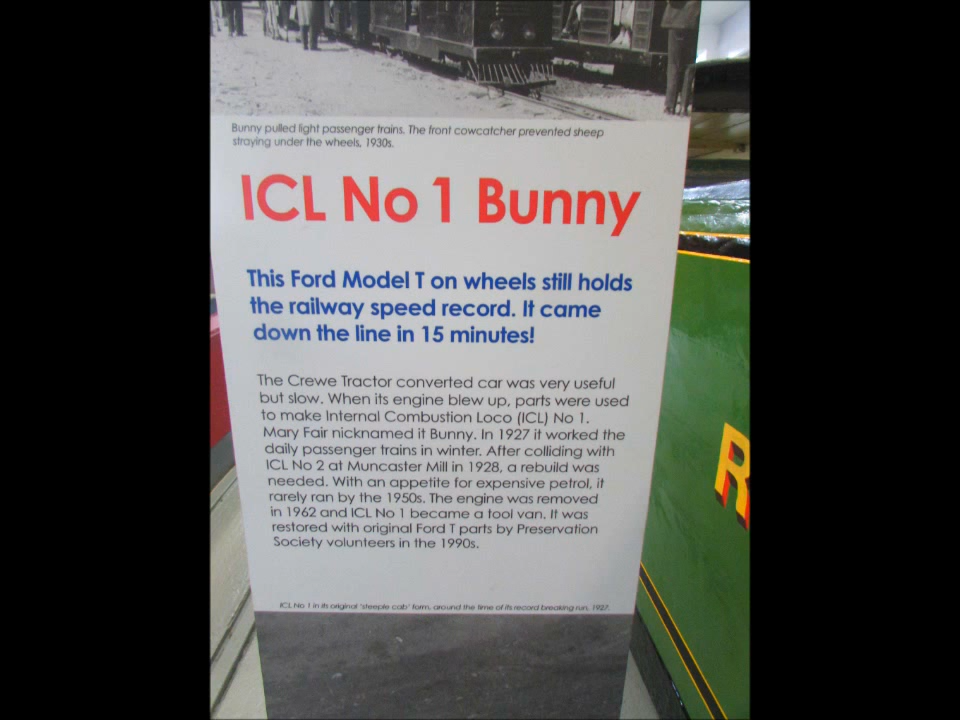 Bunny pulled light passenger trains. The front cowcatcher prevented sheep
straying under the wheels, 1930s.
ICL No 1 Bunny
This Ford Model T on wheels still holds
the railway speed record. It came
down the line in 15 minutes!
The Crewe Tractor converted car was very useful
but slow. When its engine blew up, parts were used
to make Internal Combustion Loco (ICL) No 1.
Mary Fair nicknamed it Bunny. In 1927 it worked the
daily passenger trains in winter. After colliding with
ICL No 2 at Muncaster Mill in 1928, a rebuild was
needed. With an appetite for expensive petrol, it
rarely ran by the 1950s. The engine was removed
in 1962 and ICL No 1 became a tool van. It was
restored with original Ford T parts by Preservation
Society volunteers in the 1990s.
ICL No 1 in its original 'steeple cab' form, around the time of its record breaking run, 1927.
R